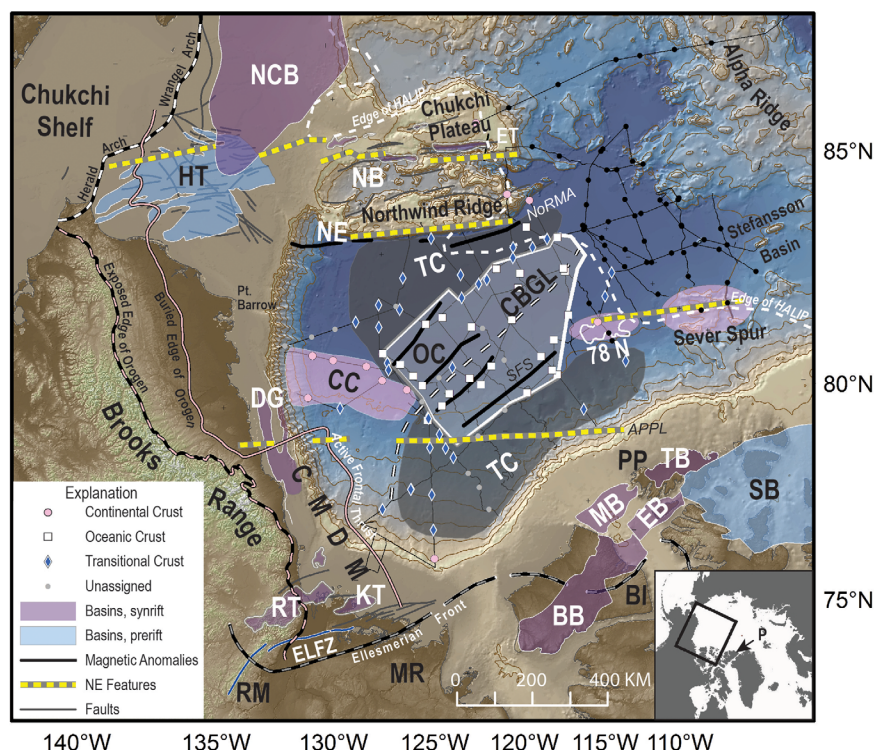 NCB
Wrangel Arch
Chukchi
Shelf
Herald Arch
HT
Edge of HALIP
Chukchi
Plateau
ET
Alpha Ridge
85°N
NB
Northwind Ridge
NoRMA
NE
TC
Stefansson
Basin
Pt.
Barrow
CBGL
Edge of HALIP
Exposed Edge of Orogen
Buried Edge of Orogen
OC
78 N
Sever Spur
CC
SFS
80°N
DG
Brooks
Range
APPL
Active Frontal Thrust
TC
CMDM
PP
TB
SB
MB
EB
Explanation
Continental Crust
Oceanic Crust
Transitional Crust
Unassigned
Basins, synrift
Basins, prerift
Magnetic Anomalies
NE Features
Faults
RT
KT
BB
BI
P
75°N
ELFZ
Ellesmerian Front
RM
MR
0 200 400 KM
140°W 135°W 130°W 125°W 120°W 115°W 110°W